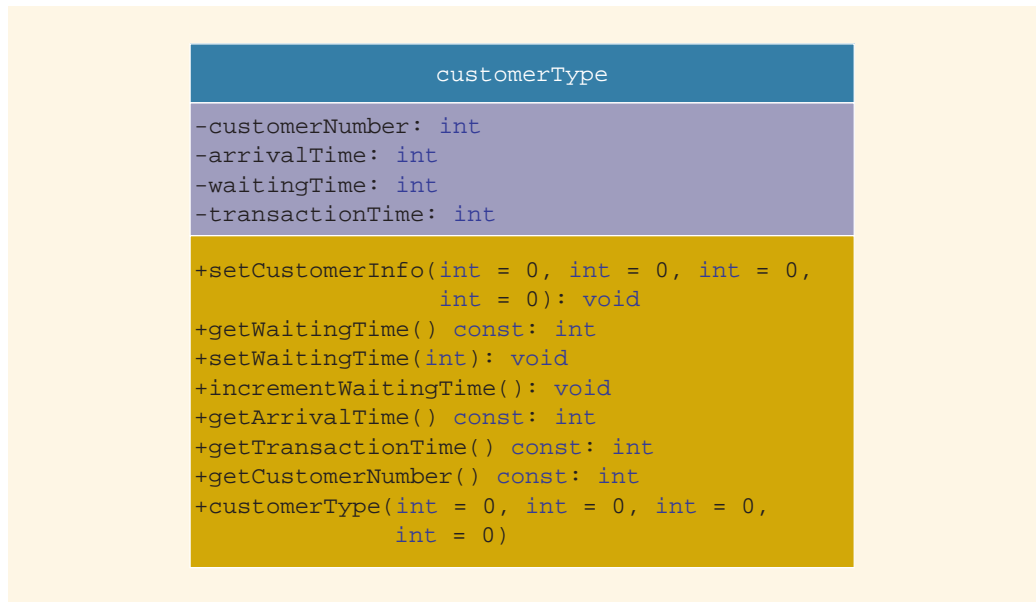 customerType
-customerNumber: int
-arrivalTime: int
-waitingTime: int
-transactionTime: int
+setCustomerInfo(int = 0, int = 0, int = 0,
int = 0): void
+getWaitingTime() const: int
+setWaitingTime(int): void
+incrementWaitingTime(): void
+getArrivalTime() const: int
+getTransactionTime() const: int
+getCustomerNumber() const: int
+customerType(int = 0, int = 0, int = 0,
int = 0)